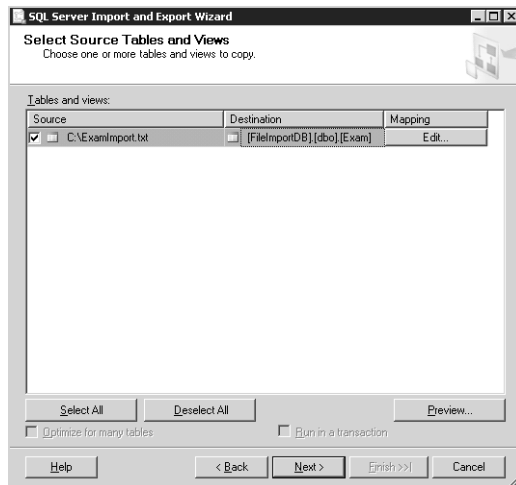 SQL Server Import and Export Wizard
Select Source Tables and Views
Choose one or more tables and views to copy.
Tables and views:
Source Destination Mapping
C:\ExamImport.txt [FileImportDB].[dbo].[Exam] Edit...
Select All Deselect All Preview...
Optimize for many tables Run in a transaction
Help < Back Next > Finish >>| Cancel